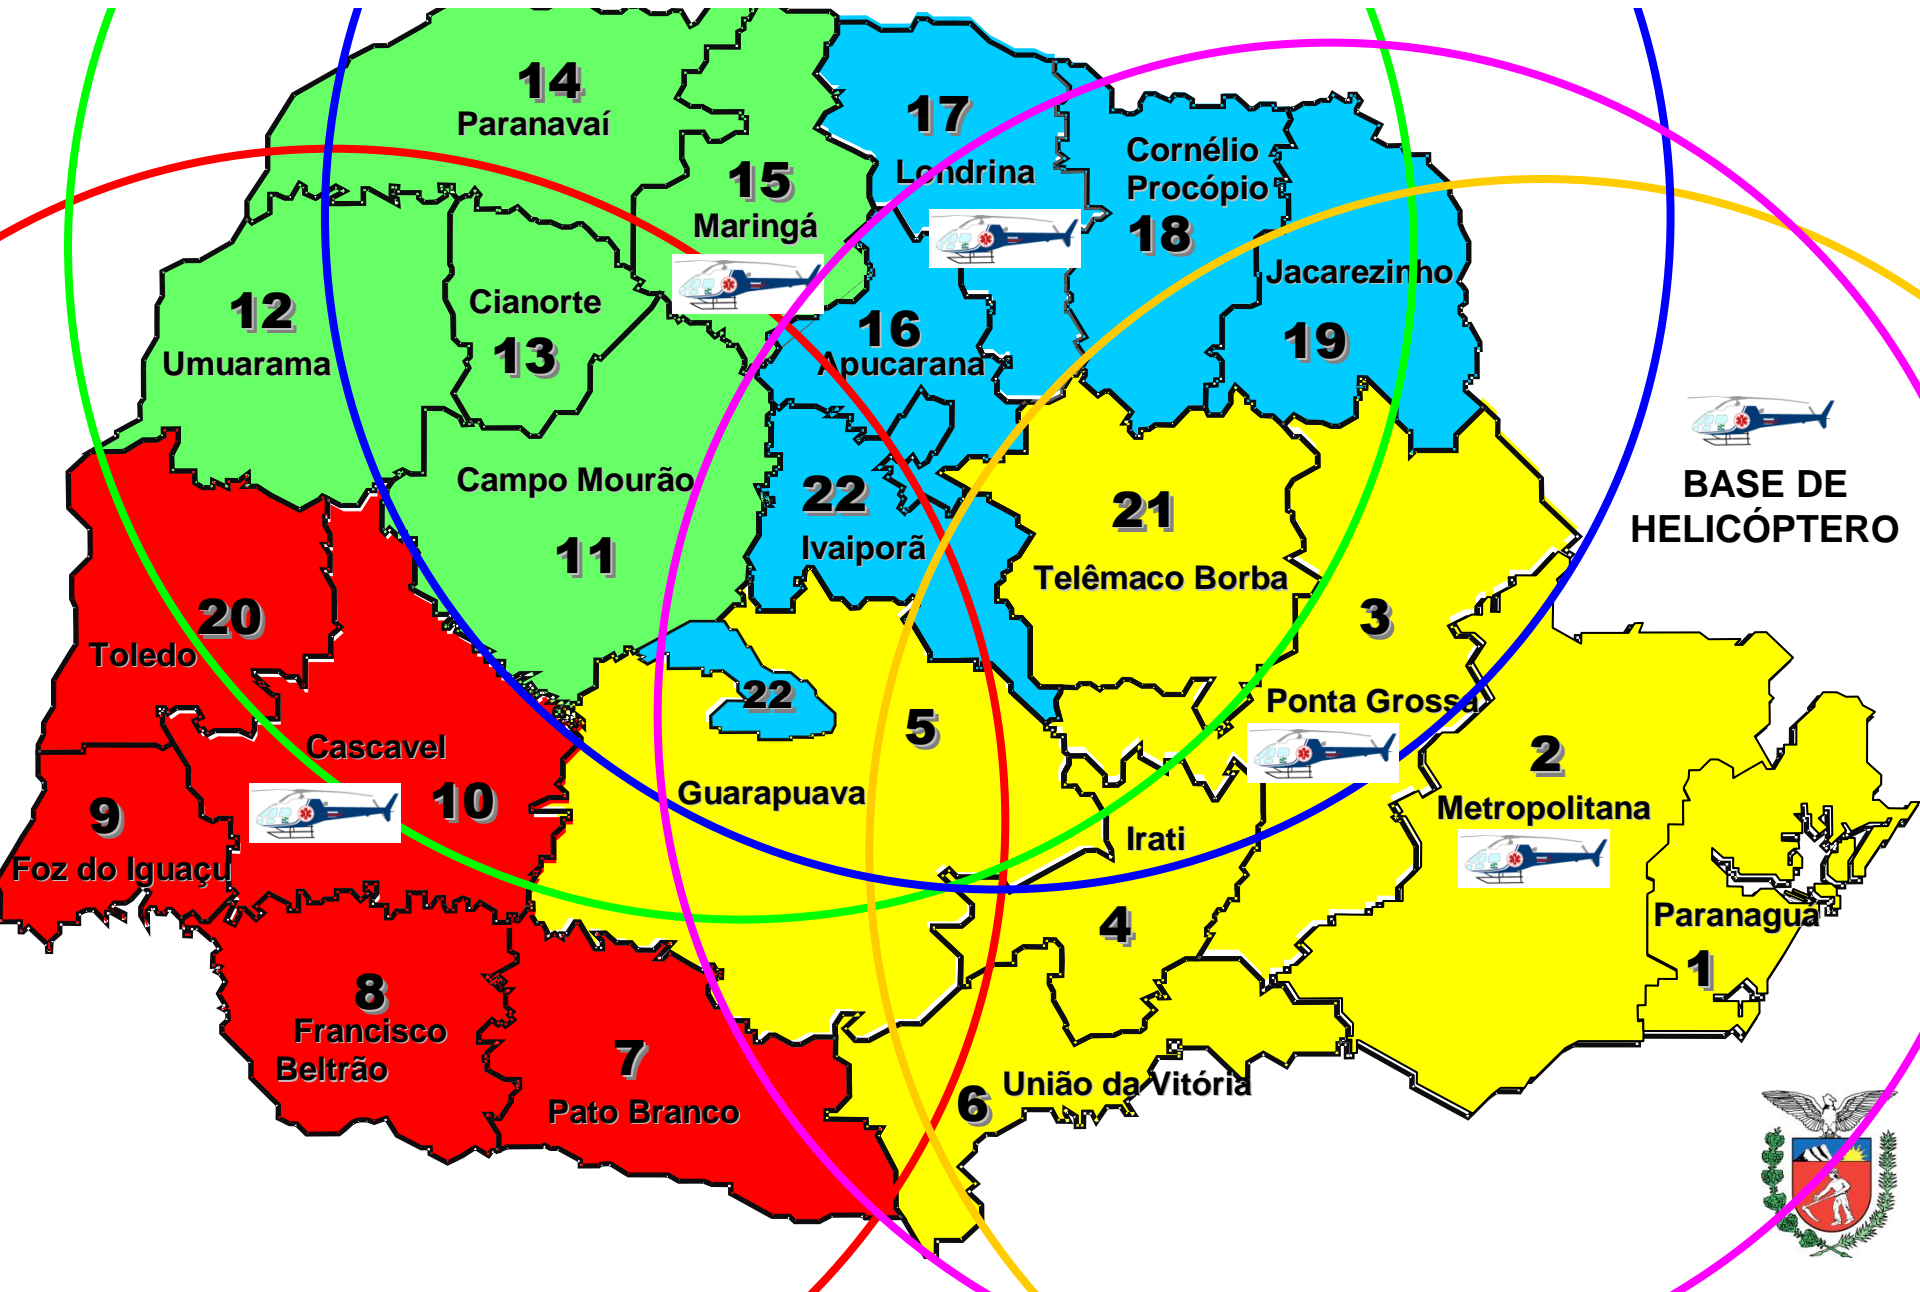 14
Paranavaí
17
Londrina
Cornélio
Procópio
18
15
Maringá
12
Umuarama
Cianorte
13
16
Apucarana
Jacarezinho
19
Campo Mourão
11
22
Ivaiporã
21
Telêmaco Borba
BASE DE
HELICÓPTERO
20
Toledo
3
Ponta Grossa
22
5
Guarapuava
Cascavel
10
9
Foz do Iguaçu
2
Metropolitana
Irati
4
Paranaguá
1
8
Francisco
Beltrão
7
Pato Branco
6
União da Vitória